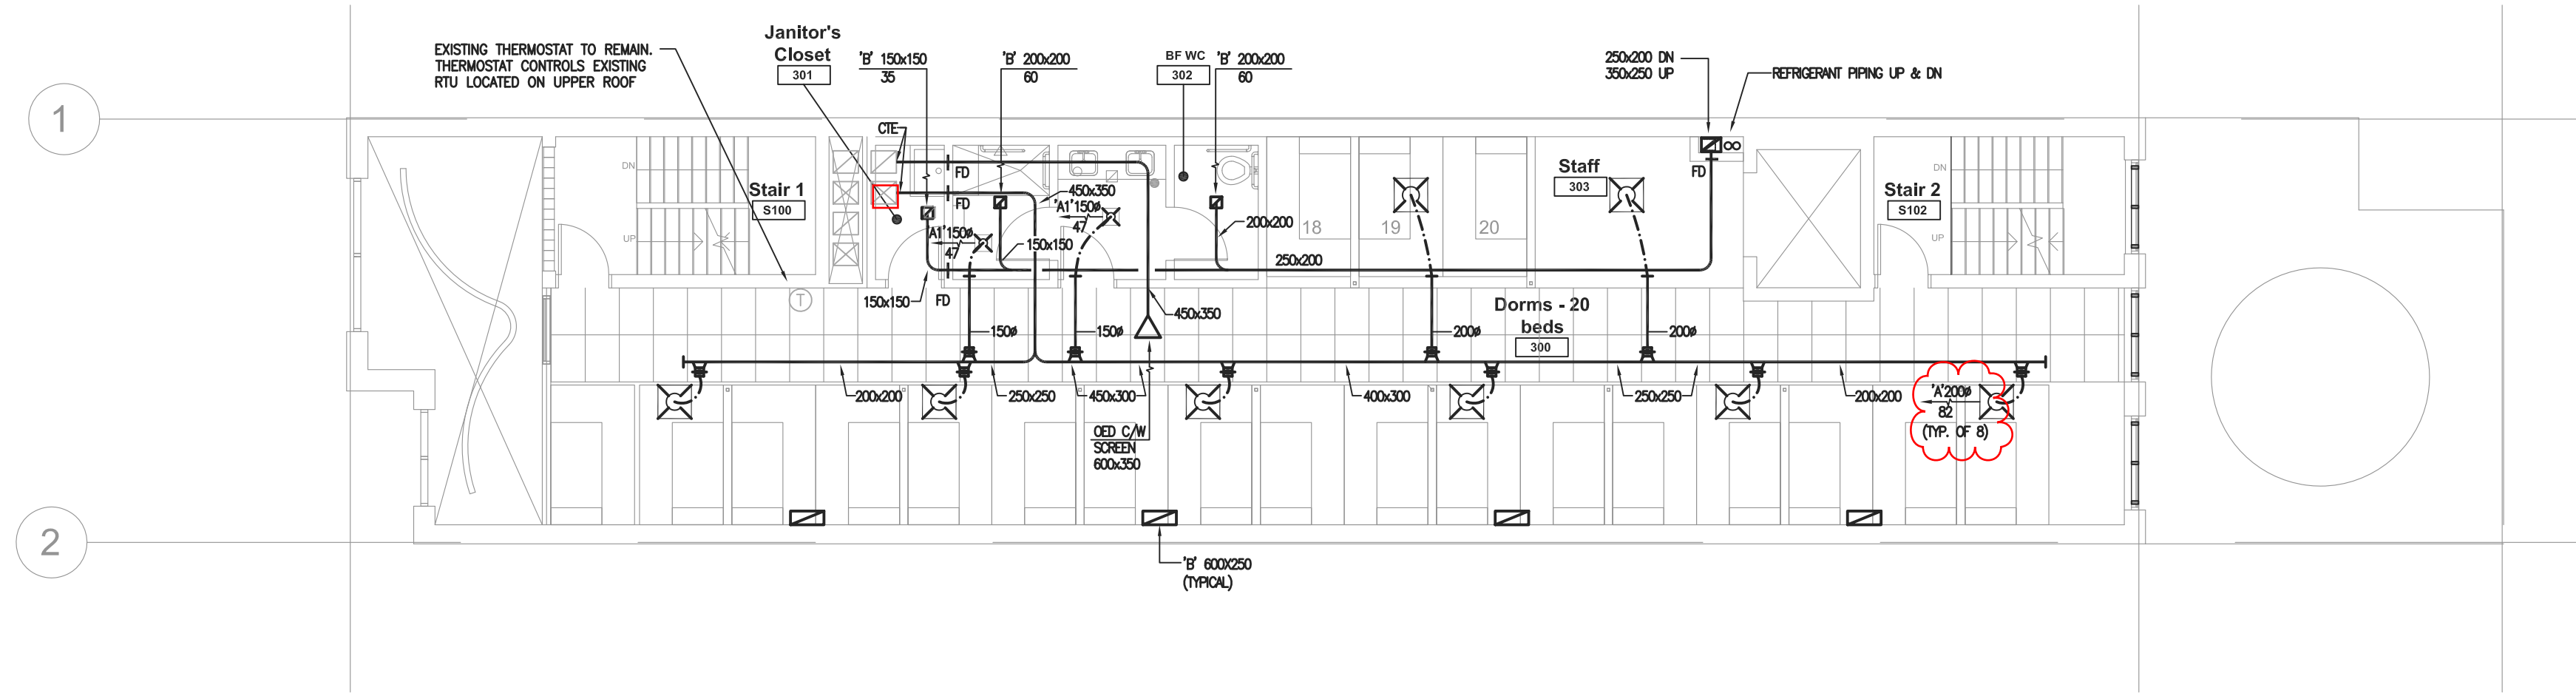 EXISTING THERMOSTAT TO REMAIN.
THERMOSTAT CONTROLS EXISTING
RTU LOCATED ON UPPER ROOF
Janitor's
Closet
301
'B' 150x150
35
'B' 200x200
60
BF WC
302
'B' 200x200
60
250x200 DN
350x250 UP
REFRIGERANT PIPING UP & DN
1
CTE
DN
UP
Stair 1
S100
FD
FD
450x350
'A1'150ø
47
'A1'150ø
47
150x150
200x200
250x200
18
19
20
Staff
303
FD
DN
UP
Stair 2
S102
T
150x150
FD
450x350
150ø
150ø
200ø
200ø
Dorms - 20
beds
300
200x200
250x250
450x300
400x300
250x250
200x200
'A'200ø
82
(TYP. OF 8)
OED C/W
SCREEN
600x350
2
'B' 600X250
(TYPICAL)